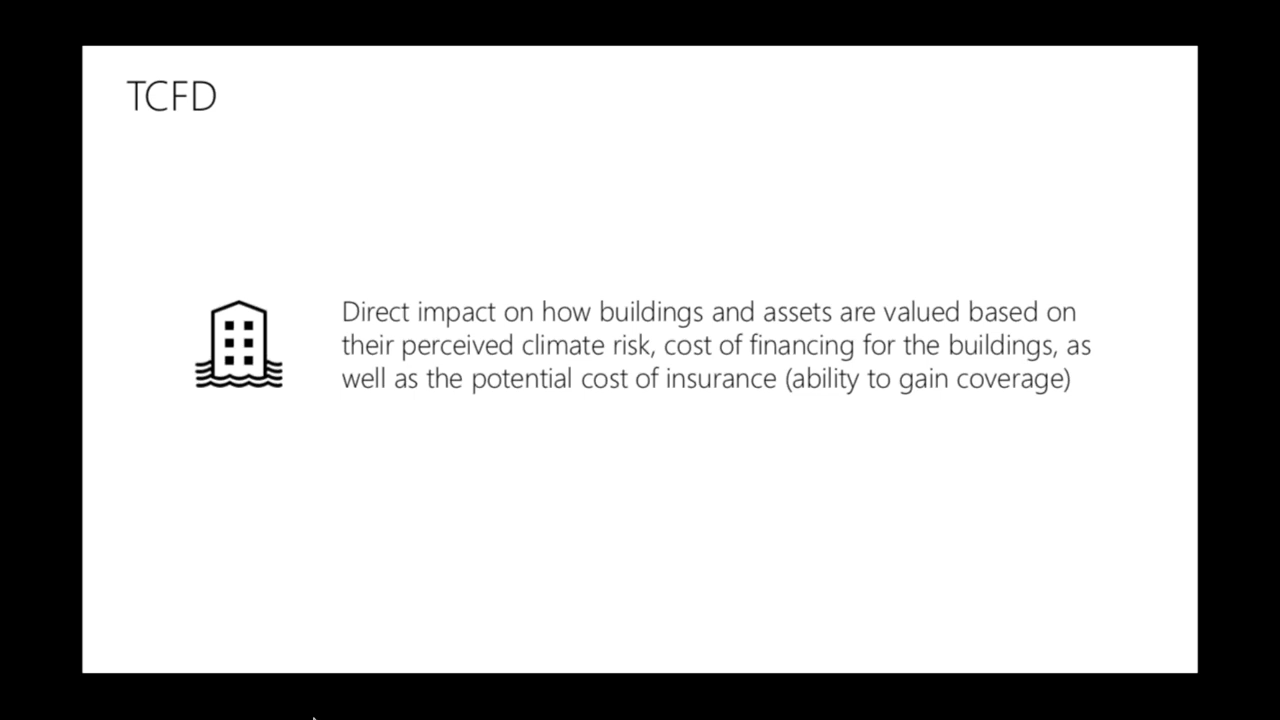 TCFD
Direct impact on how buildings and assets are valued based on
their perceived climate risk, cost of financing for the buildings, as
well as the potential cost of insurance (ability to gain coverage)